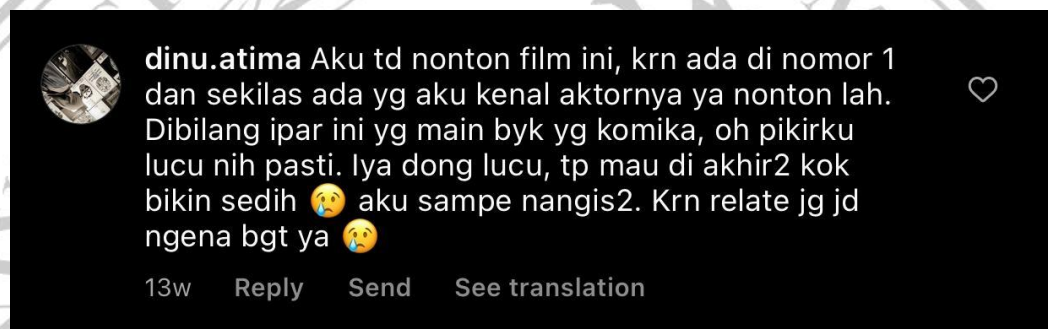 dinu.atima Aku td nonton film ini, krn ada di nomor 1
dan sekilas ada yg aku kenal aktornya ya nonton lah.
Dibilang ipar ini yg main byk yg komika, oh pikirku
lucu nih pasti. Iya dong lucu, tp mau di akhir2 kok
bikin sedih 😢 aku sampe nangis2. Krn relate jg jd
ngena bgt ya 😢
13w Reply Send See translation